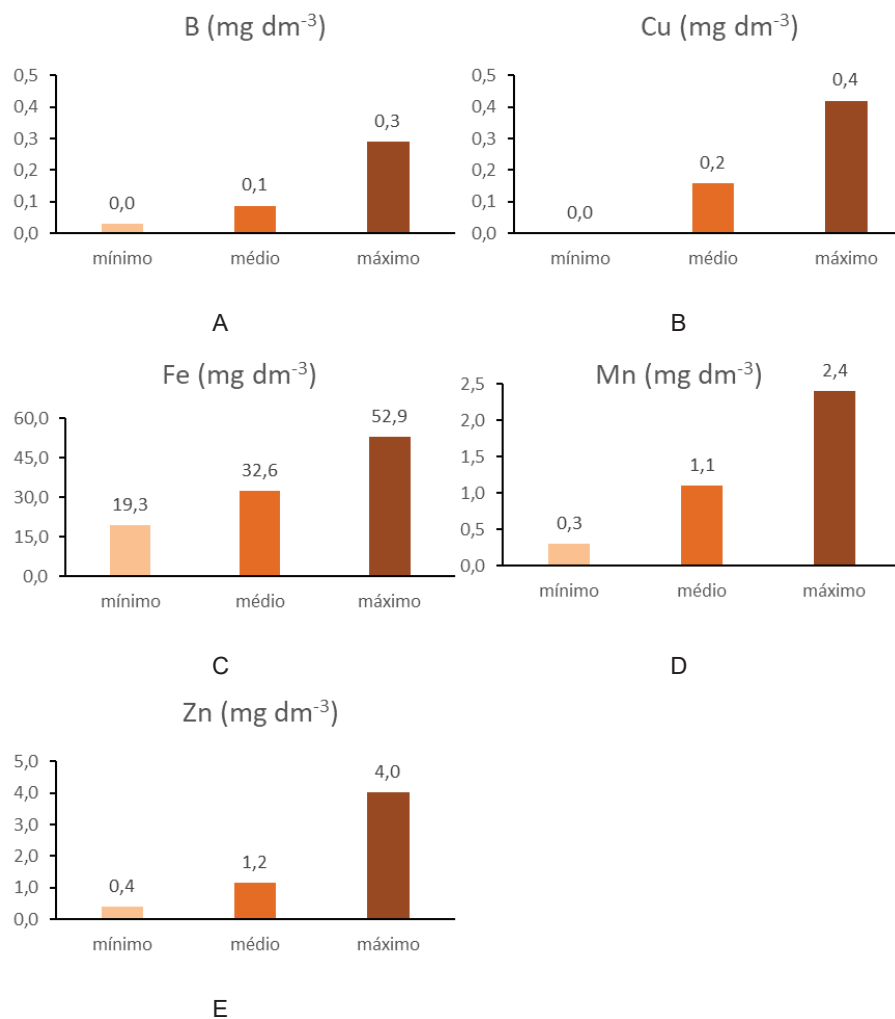 B (mg dm⁻³)
0,5
0,4
0,3
0,2
0,1
0,0
0,0
0,1
0,3
mínimo médio máximo
A
Cu (mg dm⁻³)
0,5
0,4
0,3
0,2
0,1
0,0
0,0
0,2
0,4
mínimo médio máximo
B
Fe (mg dm⁻³)
60,0
45,0
30,0
15,0
0,0
19,3
32,6
52,9
mínimo médio máximo
C
Mn (mg dm⁻³)
2,5
2,0
1,5
1,0
0,5
0,0
0,3
1,1
2,4
mínimo médio máximo
D
Zn (mg dm⁻³)
5,0
4,0
3,0
2,0
1,0
0,0
0,4
1,2
4,0
mínimo médio máximo
E